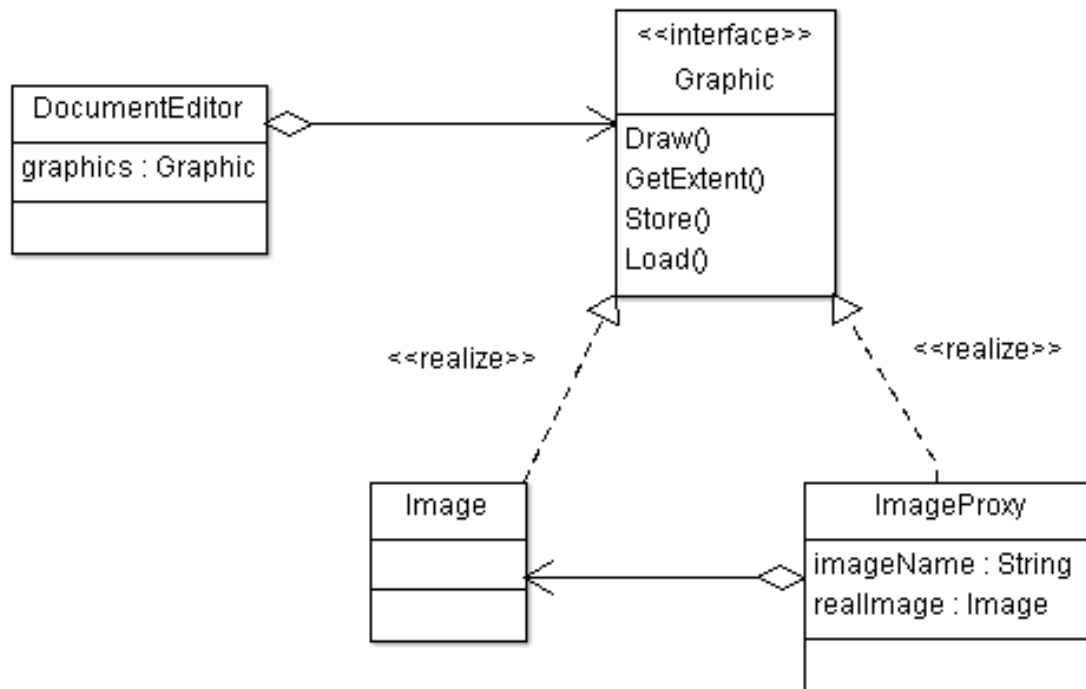 <<interface>>
Graphic
DocumentEditor
graphics : Graphic
Draw()
GetExtent()
Store()
Load()
<<realize>>
<<realize>>
Image
ImageProxy
imageName : String
realImage : Image